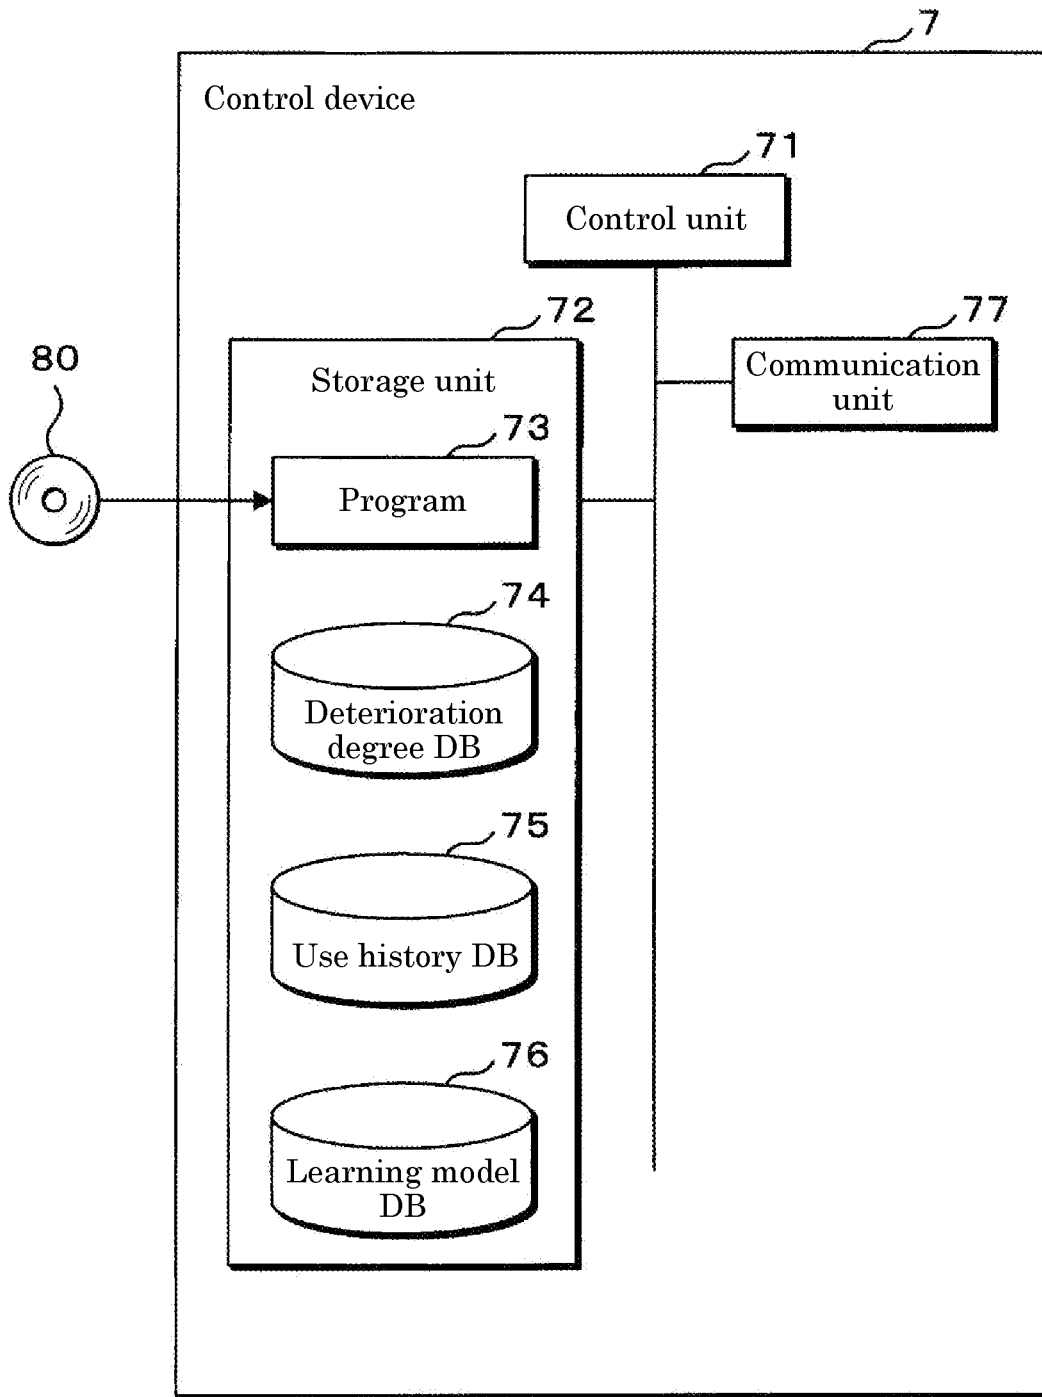 7
Control device
71
Control unit
72
77
Communication
unit
80
Storage unit
73
Program
74
Deterioration
degree DB
75
Use history DB
76
Learning model
DB